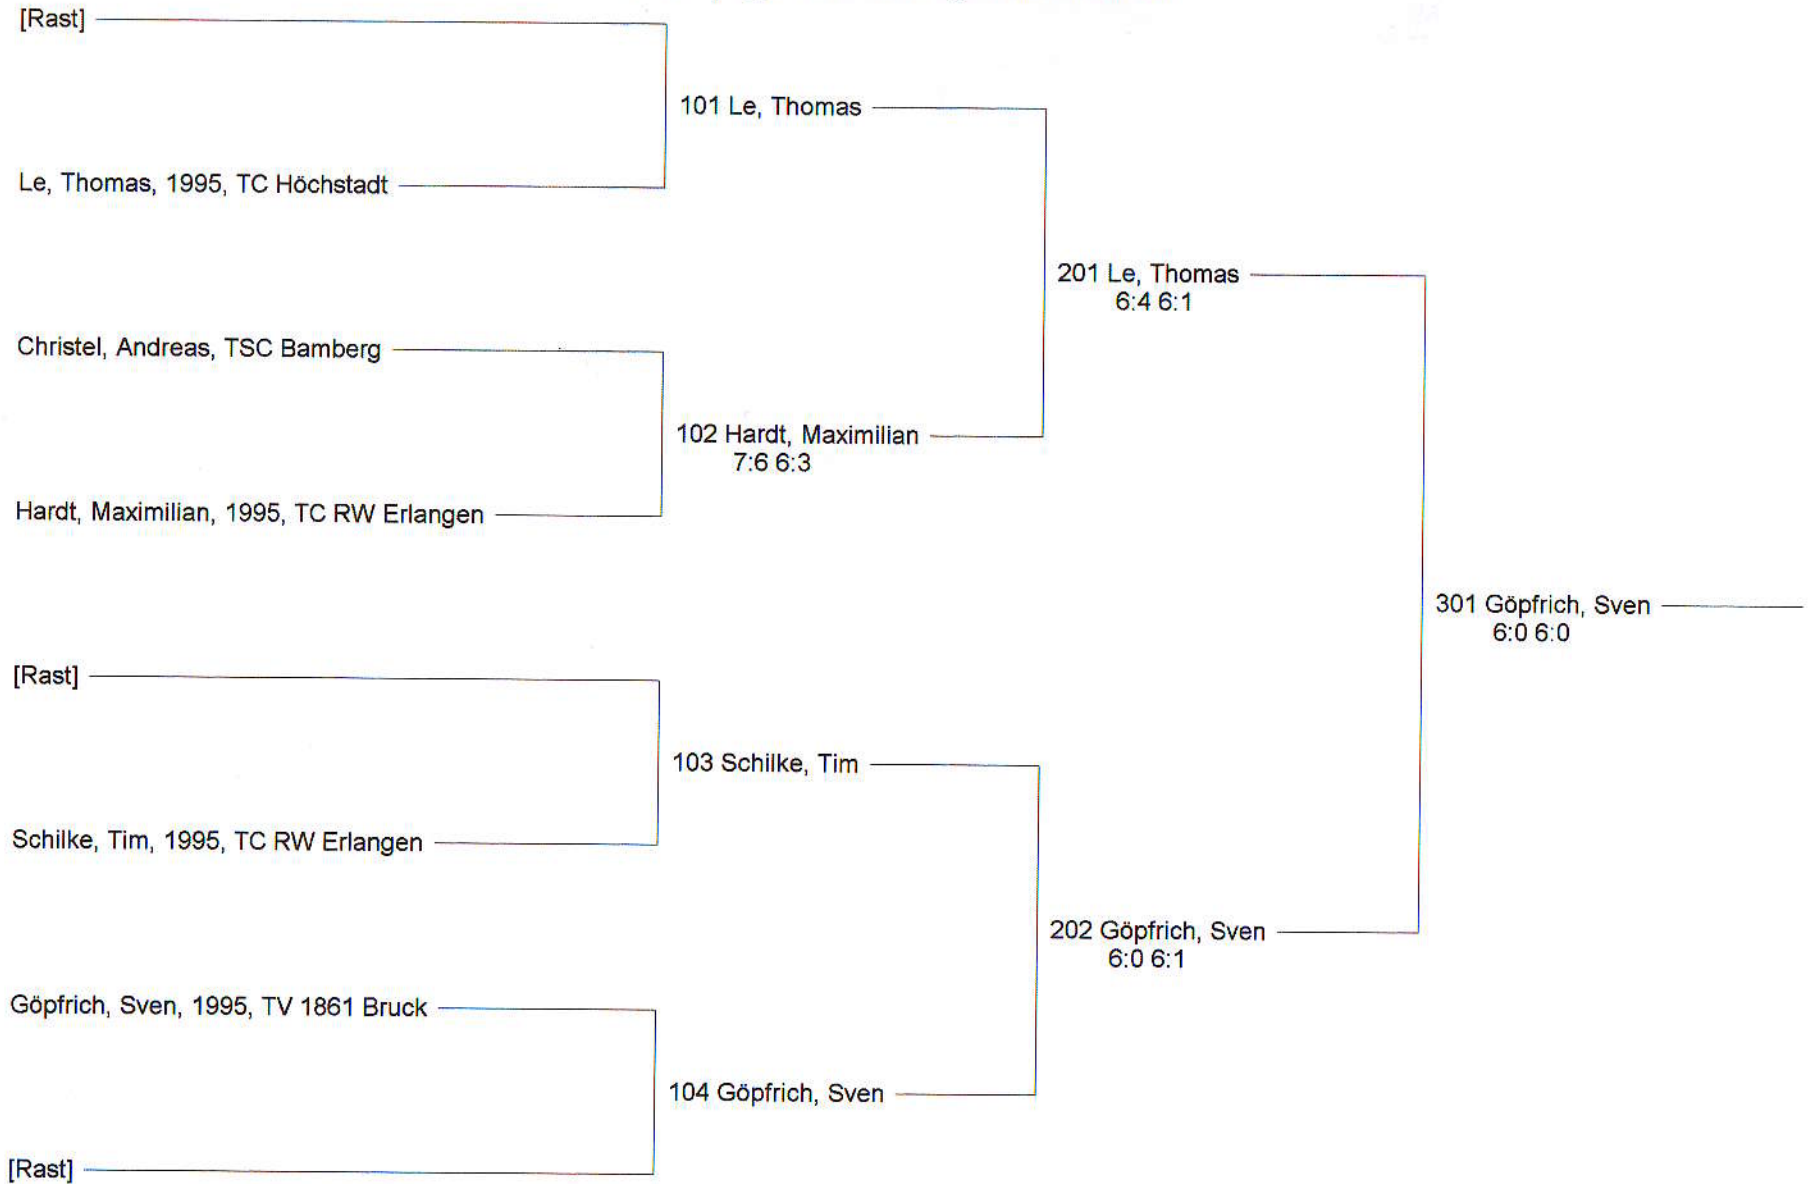 [Rast]
101 Le, Thomas
Le, Thomas, 1995, TC Höchstadt
201 Le, Thomas
6:4 6:1
Christel, Andreas, TSC Bamberg
102 Hardt, Maximilian
7:6 6:3
Hardt, Maximilian, 1995, TC RW Erlangen
301 Göpfrich, Sven
6:0 6:0
[Rast]
103 Schilke, Tim
Schilke, Tim, 1995, TC RW Erlangen
202 Göpfrich, Sven
6:0 6:1
Göpfrich, Sven, 1995, TV 1861 Bruck
104 Göpfrich, Sven
[Rast]